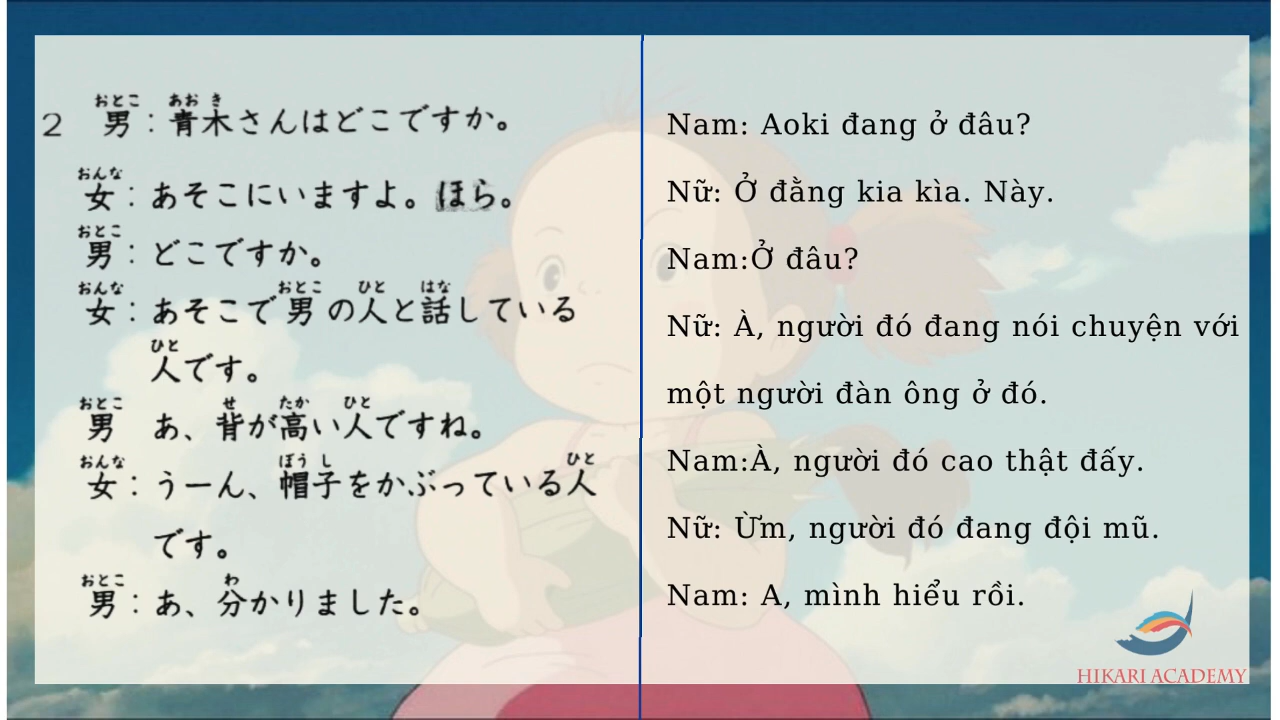 2 男：青木さんはどこですか。
女：あそこにいますよ。ほら。
男：どこですか。
女：あそこで男の人と話している
人です。
男 あ、背が高い人ですね。
女：うーん、帽子をかぶっている人
です。
男：あ、分かりました。
Nam: Aoki đang ở đâu?
Nữ: Ở đằng kia kìa. Này.
Nam:Ở đâu?
Nữ: À, người đó đang nói chuyện với
một người đàn ông ở đó.
Nam:À, người đó cao thật đấy.
Nữ: Ừm, người đó đang đội mũ.
Nam: A, mình hiểu rồi.
HIKARI ACADEMY